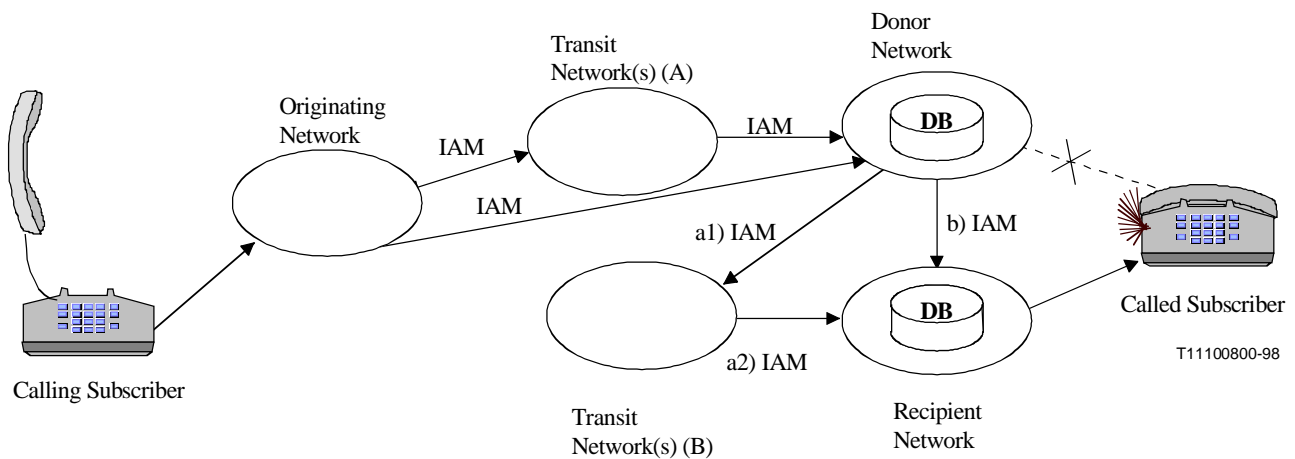 Donor
Network
Transit
Network(s) (A)
Originating
Network
IAM
IAM
DB
IAM
a1) IAM
b) IAM
DB
a2) IAM
Called Subscriber
T11100800-98
Calling Subscriber
Transit
Network(s) (B)
Recipient
Network